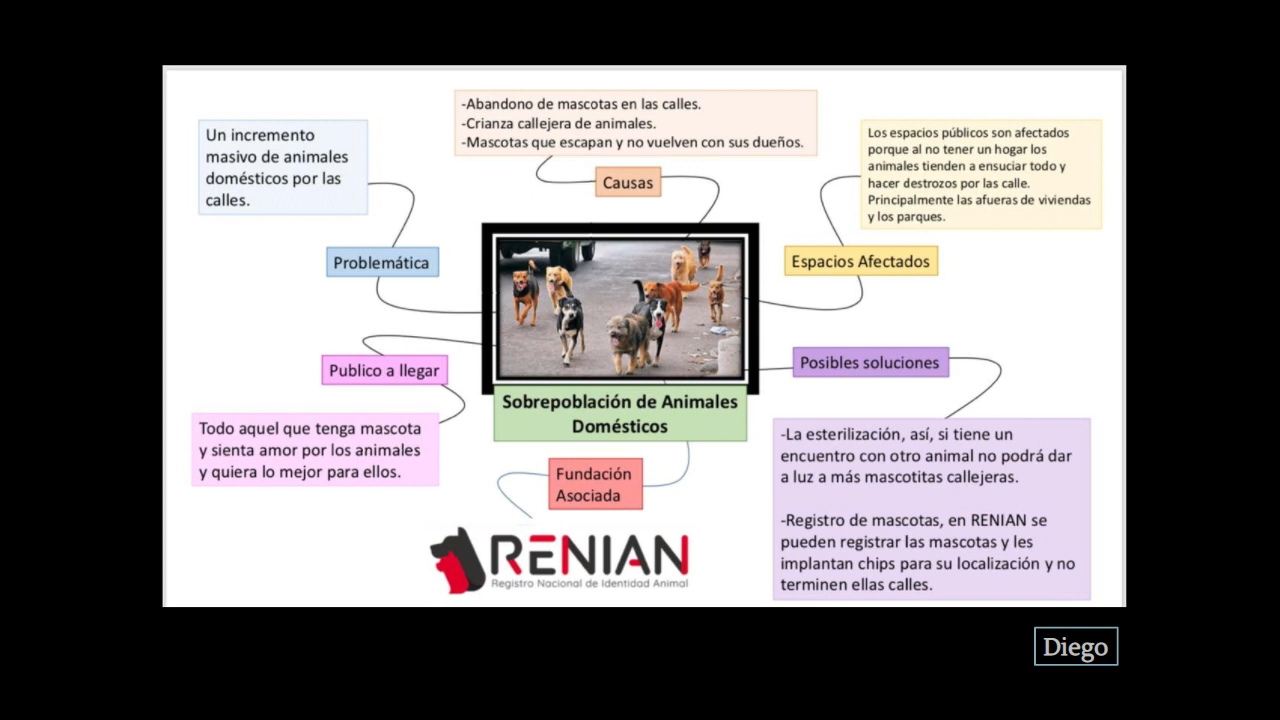 -Abandono de mascotas en las calles.
-Crianza callejera de animales.
-Mascotas que escapan y no vuelven con sus dueños.
Causas
Un incremento
masivo de animales
domésticos por las
calles.
Problemática
Los espacios públicos son afectados
porque al no tener un hogar los
animales tienden a ensuciar todo y
hacer destrozos por las calle.
Principalmente las afueras de viviendas
y los parques.
Espacios Afectados
Publico a llegar
Todo aquel que tenga mascota
y sienta amor por los animales
y quiera lo mejor para ellos.
Sobrepoblación de Animales
Domésticos
Posibles soluciones
-La esterilización, así, si tiene un
encuentro con otro animal no podrá dar
a luz a más mascotitas callejeras.
-Registro de mascotas, en RENIAN se
pueden registrar las mascotas y les
implantan chips para su localización y no
terminen ellas calles.
Fundación
Asociada
RENIAN
Registro Nacional de Identidad Animal
Diego